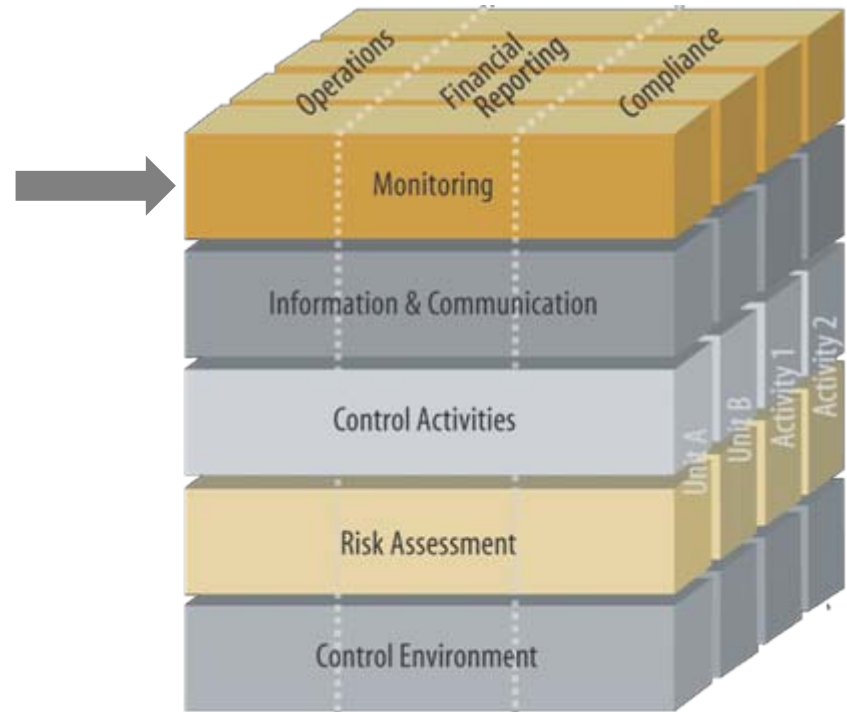 Operations
Financial
Reporting
Compliance
Monitoring
Information & Communication
Control Activities
Risk Assessment
Control Environment
Unit A
Unit B
Activity 1
Activity 2